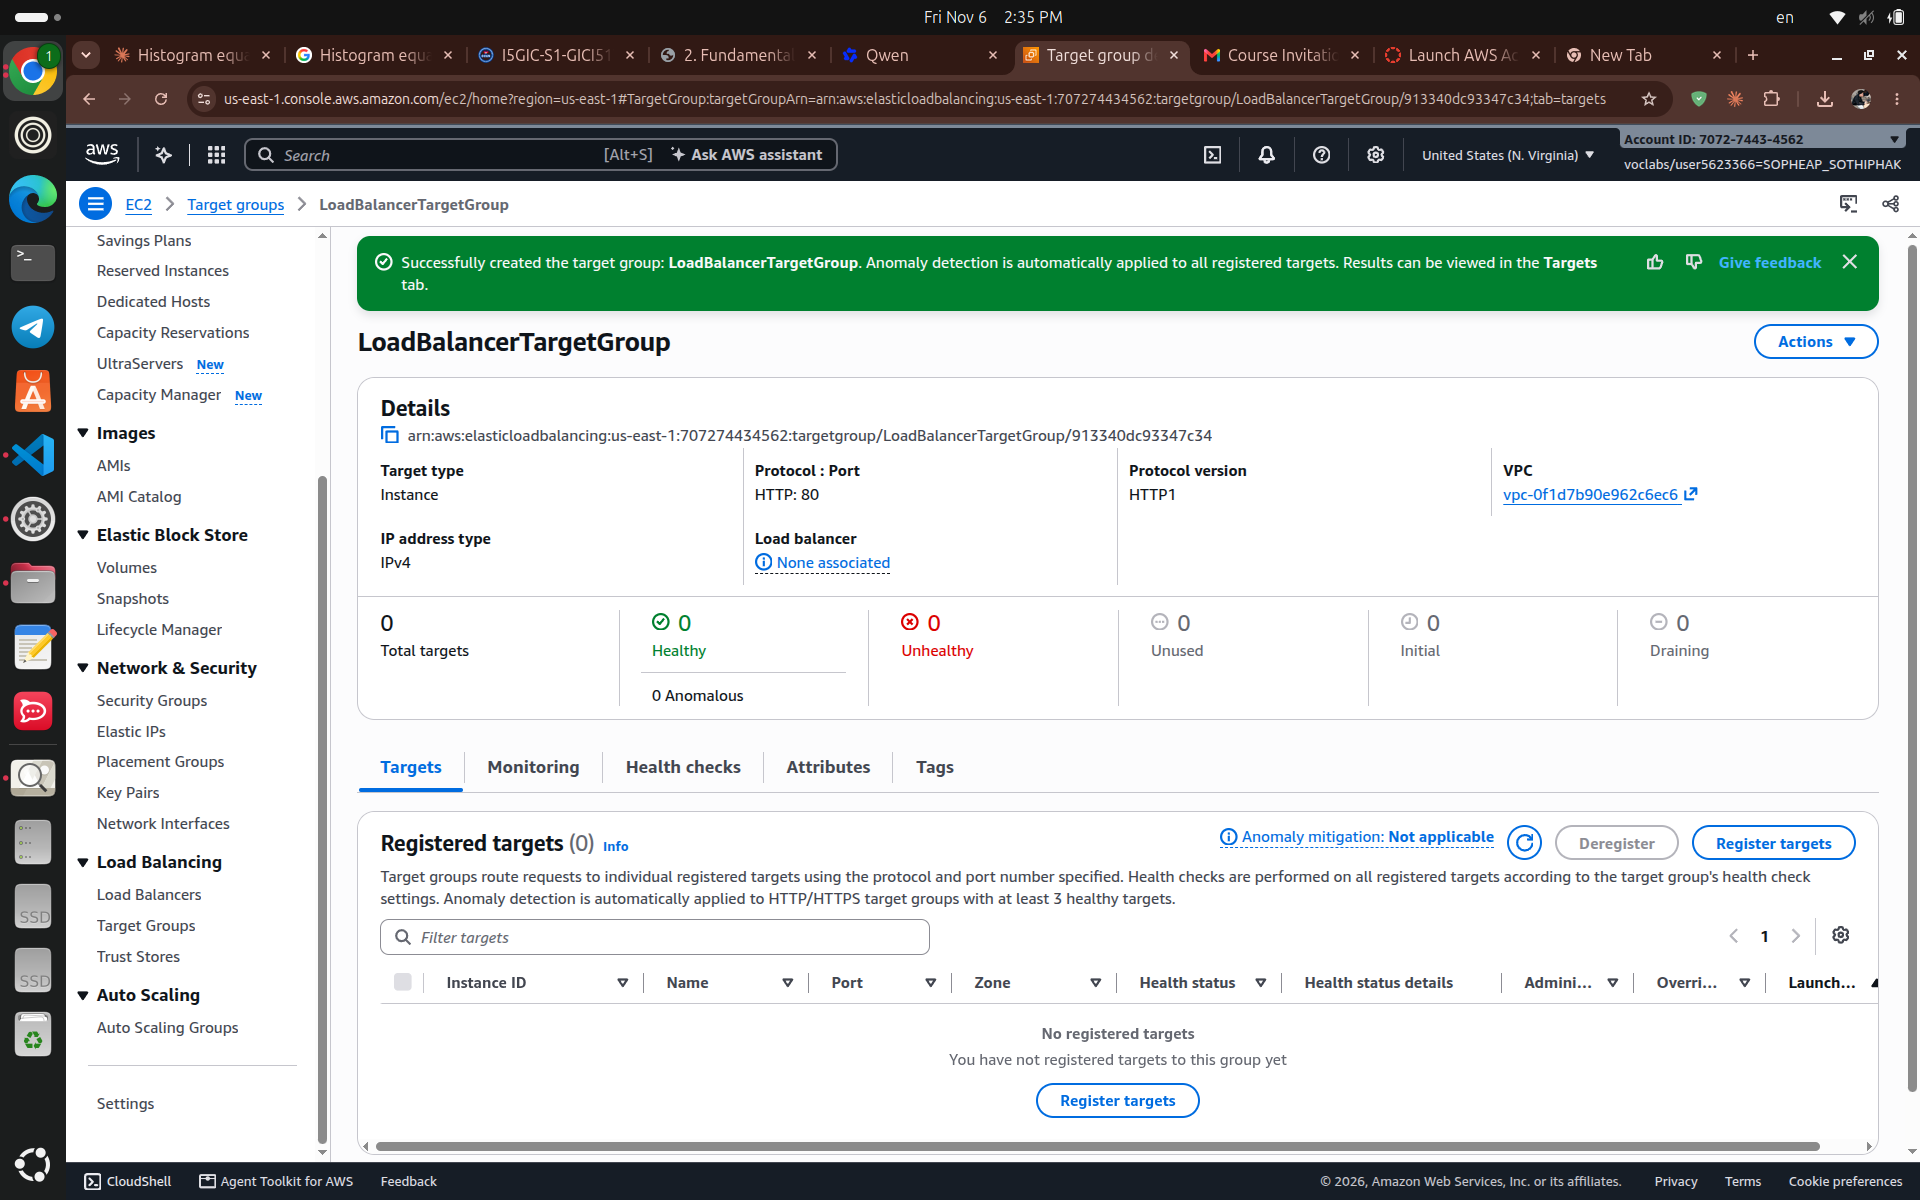 Fri Nov 6 2:35 PM
en
1
Histogram equa
Histogram equa
I5GIC-S1-GICI51
2. Fundamental
Qwen
Target group d
Course Invitatio
Launch AWS Ac
New Tab
us-east-1.console.aws.amazon.com/ec2/home?region=us-east-1#TargetGroup:targetGroupArn=arn:aws:elasticloadbalancing:us-east-1:707274434562:targetgroup/LoadBalancerTargetGroup/913340dc93347c34;tab=targets
aws
Search [Alt+S] Ask AWS assistant
United States (N. Virginia)
Account ID: 7072-7443-4562
voclabs/user5623366=SOPHEAP_SOTHIPHAK
EC2 > Target groups > LoadBalancerTargetGroup
Savings Plans
Reserved Instances
Dedicated Hosts
Capacity Reservations
UltraServers New
Capacity Manager New
Images
AMIs
AMI Catalog
Elastic Block Store
Volumes
Snapshots
Lifecycle Manager
Network & Security
Security Groups
Elastic IPs
Placement Groups
Key Pairs
Network Interfaces
Load Balancing
Load Balancers
Target Groups
Trust Stores
Auto Scaling
Auto Scaling Groups
Settings
Successfully created the target group: LoadBalancerTargetGroup. Anomaly detection is automatically applied to all registered targets. Results can be viewed in the Targets
tab.
Give feedback
LoadBalancerTargetGroup
Actions
Details
arn:aws:elasticloadbalancing:us-east-1:707274434562:targetgroup/LoadBalancerTargetGroup/913340dc93347c34
Target type
Instance
Protocol : Port
HTTP: 80
Protocol version
HTTP1
VPC
vpc-0f1d7b90e962c6ec6
IP address type
IPv4
Load balancer
None associated
0
Total targets
0
Healthy
0 Anomalous
0
Unhealthy
0
Unused
0
Initial
0
Draining
Targets
Monitoring
Health checks
Attributes
Tags
Registered targets (0) Info
Anomaly mitigation: Not applicable
Deregister
Register targets
Target groups route requests to individual registered targets using the protocol and port number specified. Health checks are performed on all registered targets according to the target group's health check
settings. Anomaly detection is automatically applied to HTTP/HTTPS target groups with at least 3 healthy targets.
Filter targets
1
Instance ID
Name
Port
Zone
Health status
Health status details
Admini...
Overri...
Launch...
No registered targets
You have not registered targets to this group yet
Register targets
SSD
SSD
CloudShell
Agent Toolkit for AWS
Feedback
© 2026, Amazon Web Services, Inc. or its affiliates.
Privacy
Terms
Cookie preferences